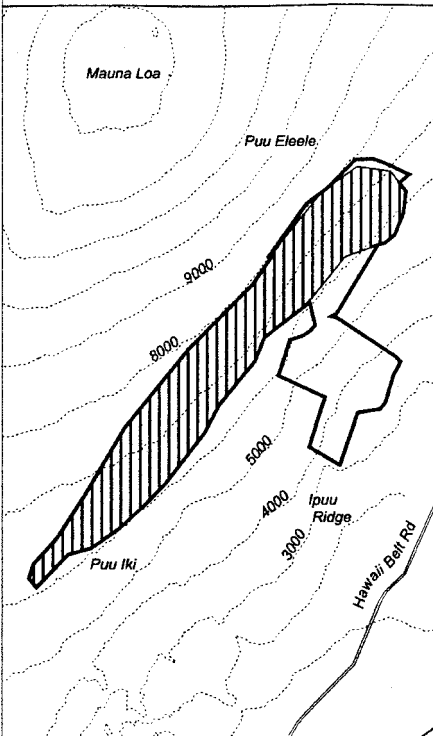 Mauna Loa
Puu Eleele
9000
8000
5000
4000
Ipuu
Ridge
3000
Puu Iki
Hawaii Belt Rd